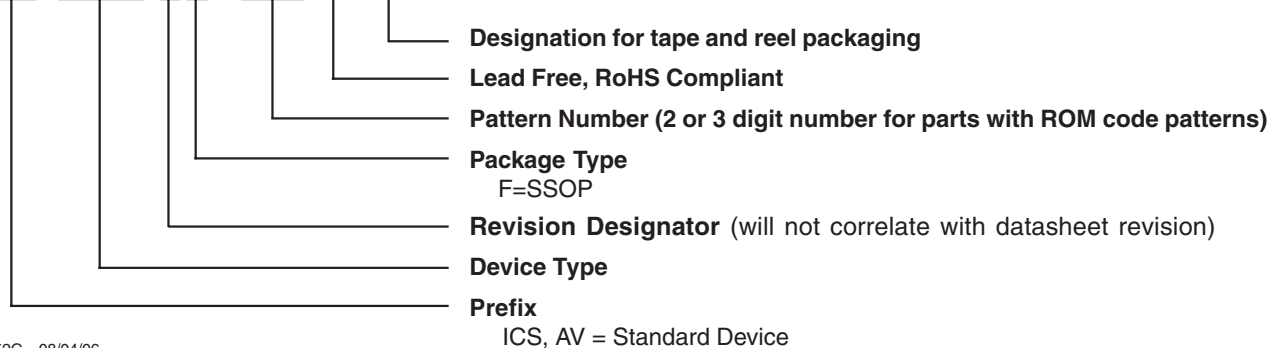 Designation for tape and reel packaging
Lead Free, RoHS Compliant
Pattern Number (2 or 3 digit number for parts with ROM code patterns)
Package Type
F=SSOP
Revision Designator (will not correlate with datasheet revision)
Device Type
Prefix
ICS, AV = Standard Device